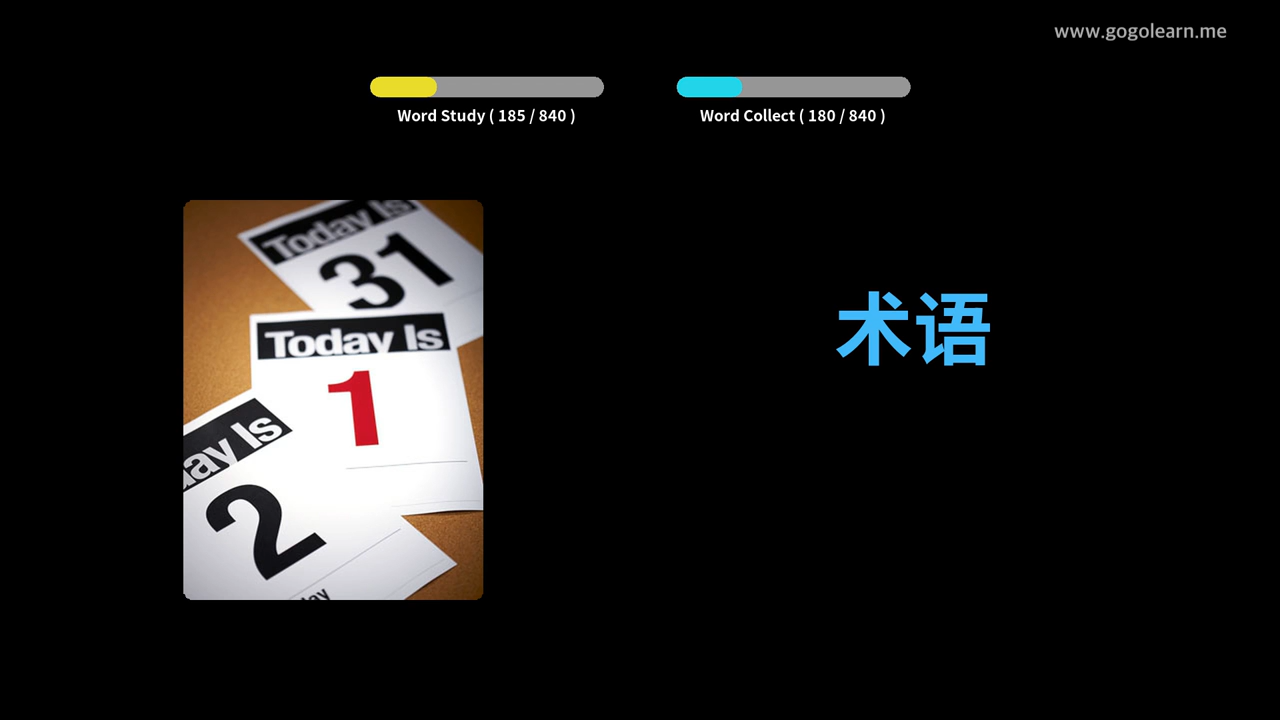 www.gogolearn.me
Word Study ( 185 / 840 )
Word Collect ( 180 / 840 )
Today Is
31
Today Is
1
术语
ay Is
2